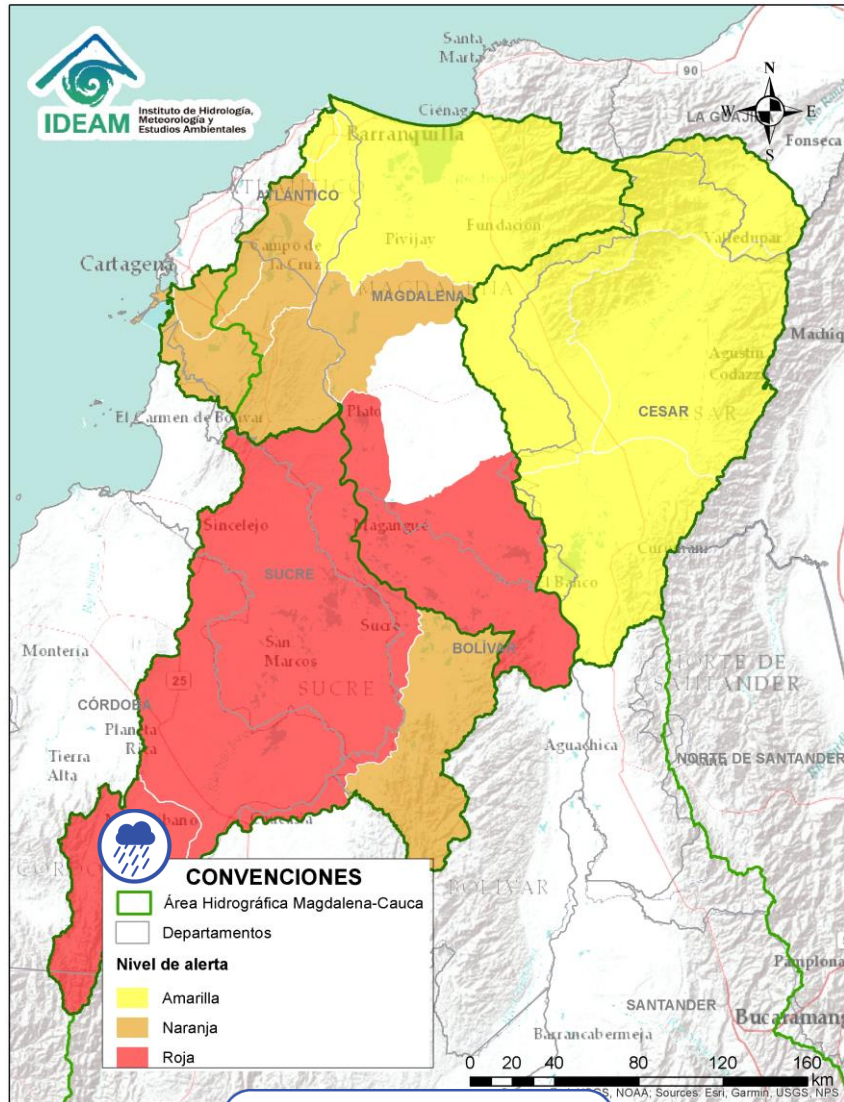 IDEAM
Instituto de Hidrología,
Meteorología y
Estudios Ambientales
Santa
Marta
90
N
W
E
S
Ciénaga
LA GUAJIRA
Fonseca
Barranquilla
ATLÁNTICO
Valledupar
Cartagena
Campo de
la Cruz
Pivijay
Fundación
MAGDALENA
MAGDALENA
Agustín
Codazzi
El Carmen de Bolívar
Plato
CESAR
Sincelejo
Magangué
SUCRE
El Banco
Sucre
BOLÍVAR
Montería
San
Marcos
25
SUCRE
NORTE DE
SANTANDER
CÓRDOBA
Planeta
Rica
Aguachica
NORTE DE SANTANDER
Tierra
Alta
BOLÍVAR
CONVENCIONES
Área Hidrográfica Magdalena-Cauca
Departamentos
Nivel de alerta
Amarilla
Naranja
Roja
Pamplona
SANTANDER
Bucaramang
Barrancabermeja
0 20 40 80 120 160
km
NOAA; Sources: Esri, Garmin, USGS, NPS